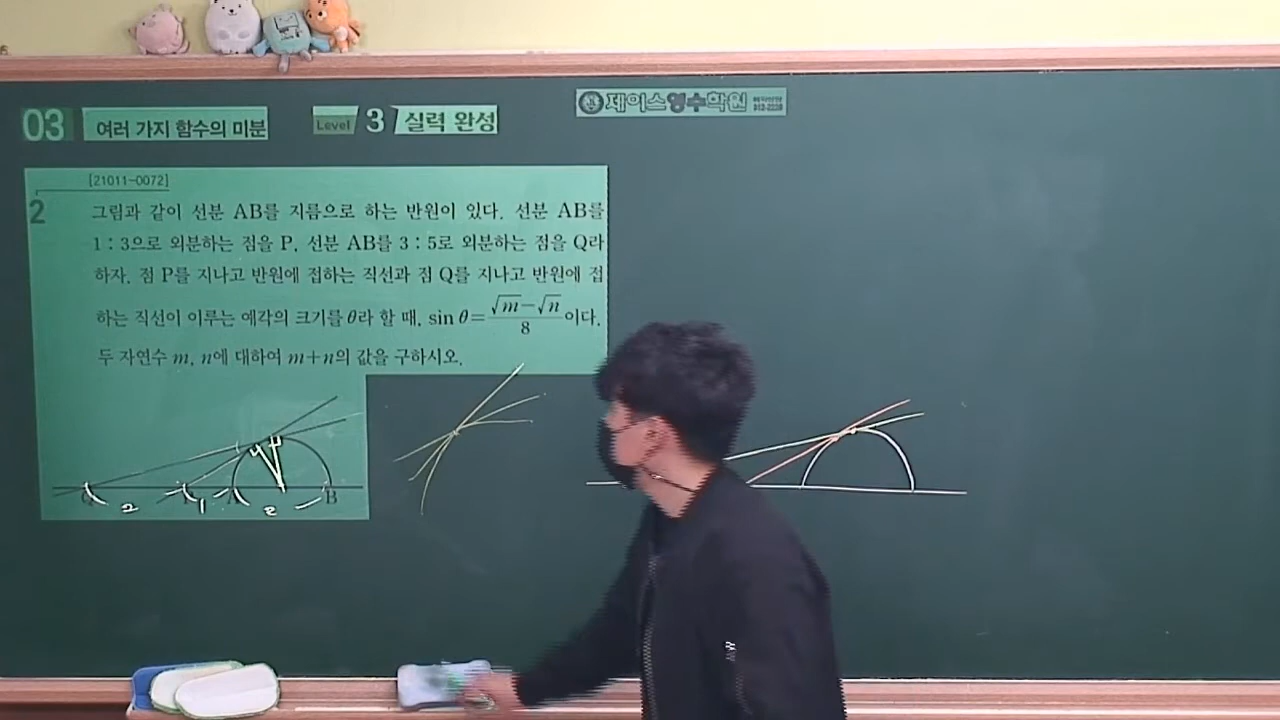 제이스영수학원
03 여러 가지 함수의 미분 Level 3 실력 완성
[21011-0072]
2 그림과 같이 선분 AB를 지름으로 하는 반원이 있다. 선분 AB를
1 : 3으로 외분하는 점을 P, 선분 AB를 3 : 5로 외분하는 점을 Q라
하자. 점 P를 지나고 반원에 접하는 직선과 점 Q를 지나고 반원에 접
하는 직선이 이루는 예각의 크기를 θ라 할 때, sin θ = (√m − √n)/8 이다.
두 자연수 m, n에 대하여 m+n의 값을 구하시오.
B
2 1 2